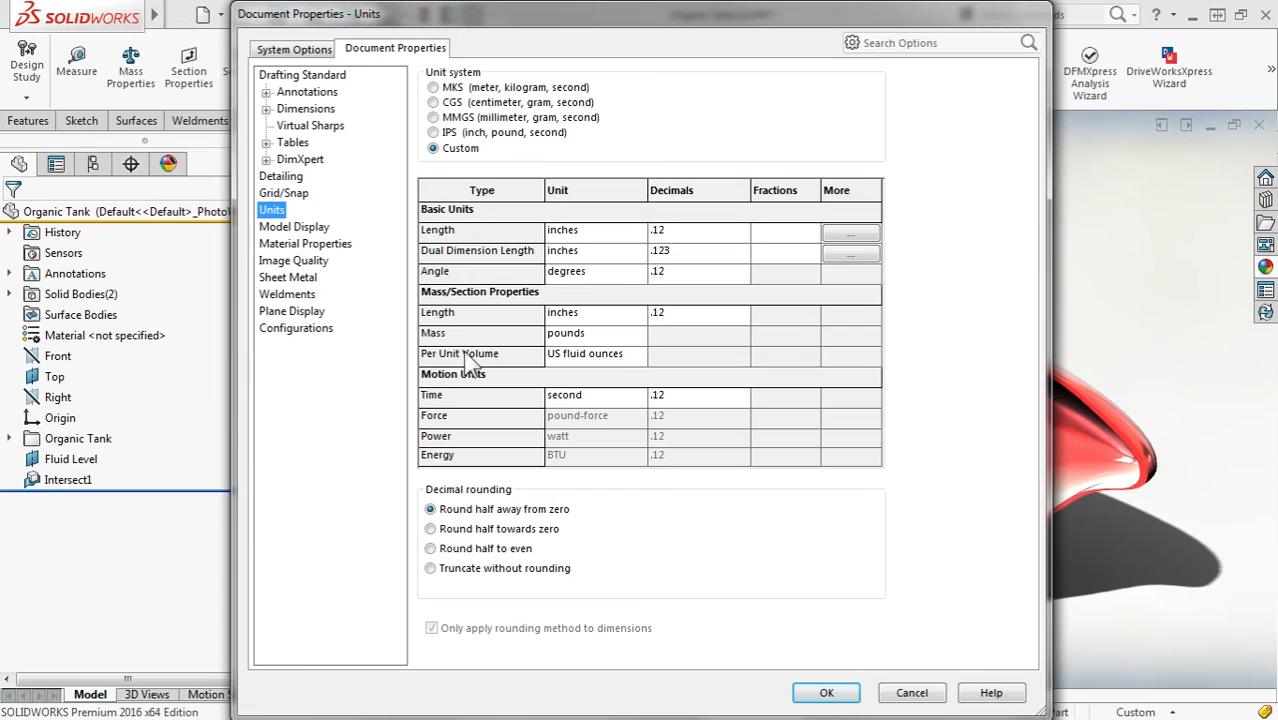 SOLIDWORKS
Document Properties - Units
System Options
Document Properties
Search Options
Design Study
Measure
Mass Properties
Section Properties
DFMXpress Analysis Wizard
DriveWorksXpress Wizard
Features
Sketch
Surfaces
Weldments
Organic Tank (Default<<Default>_Photo
History
Sensors
Annotations
Solid Bodies(2)
Surface Bodies
Material <not specified>
Front
Top
Right
Origin
Organic Tank
Fluid Level
Intersect1
Drafting Standard
Annotations
Dimensions
Virtual Sharps
Tables
DimXpert
Detailing
Grid/Snap
Units
Model Display
Material Properties
Image Quality
Sheet Metal
Weldments
Plane Display
Configurations
Unit system
MKS (meter, kilogram, second)
CGS (centimeter, gram, second)
MMGS (millimeter, gram, second)
IPS (inch, pound, second)
Custom
Type Unit Decimals Fractions More
Basic Units
Length inches .12 ...
Dual Dimension Length inches .123 ...
Angle degrees .12
Mass/Section Properties
Length inches .12
Mass pounds
Per Unit Volume US fluid ounces
Motion Units
Time second .12
Force pound-force .12
Power watt .12
Energy BTU .12
Decimal rounding
Round half away from zero
Round half towards zero
Round half to even
Truncate without rounding
Only apply rounding method to dimensions
OK
Cancel
Help
Model
3D Views
Motion S
SOLIDWORKS Premium 2016 x64 Edition
Custom